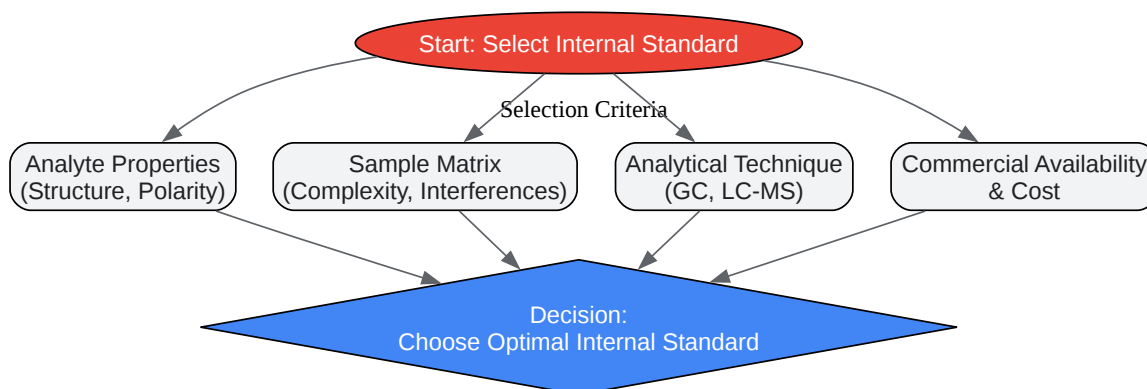 Start: Select Internal Standard
Selection Criteria
Analyte Properties
(Structure, Polarity)
Sample Matrix
(Complexity, Interferences)
Analytical Technique
(GC, LC-MS)
Commercial Availability
& Cost
Decision:
Choose Optimal Internal Standard